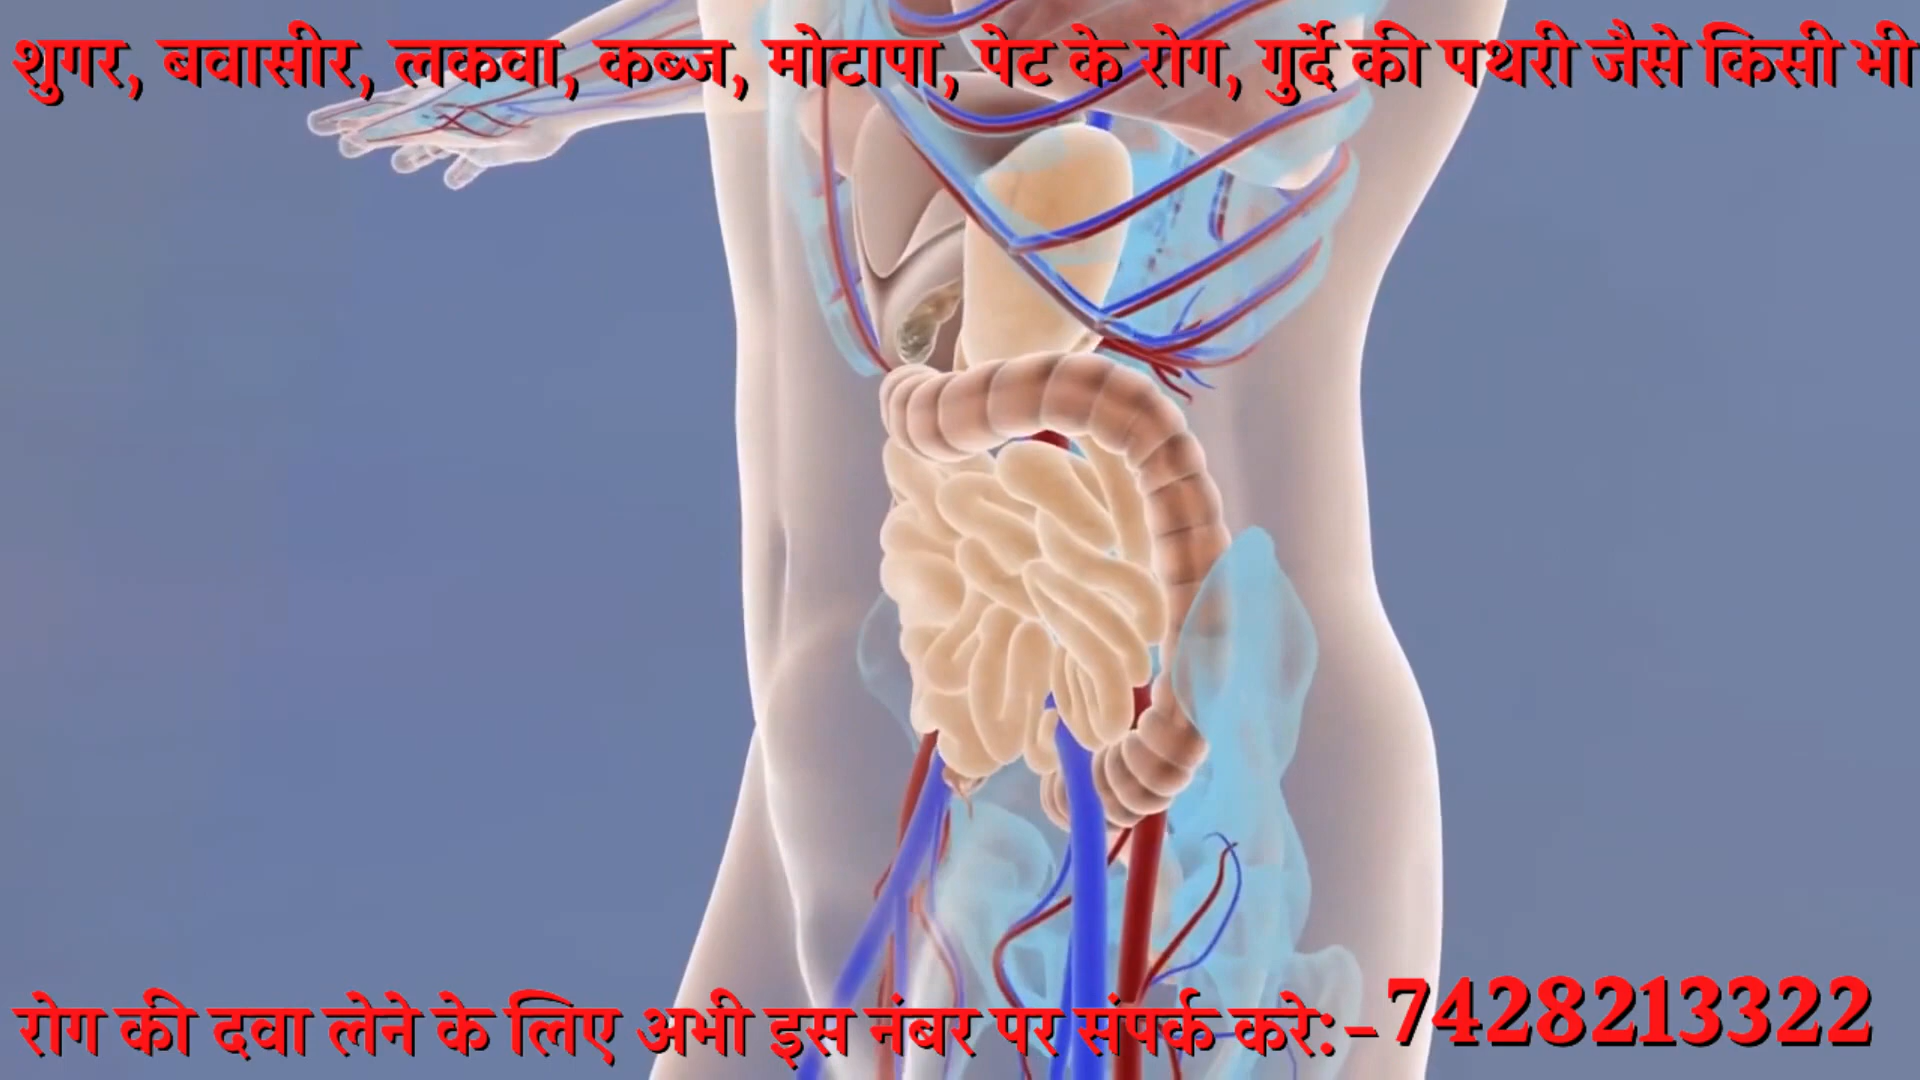 शुगर, बवासीर, लकवा, कब्ज, मोटापा, पेट के रोग, गुर्दे की पथरी जैसे किसी भी
रोग की दवा लेने के लिए अभी इस नंबर पर संपर्क करे:-7428213322